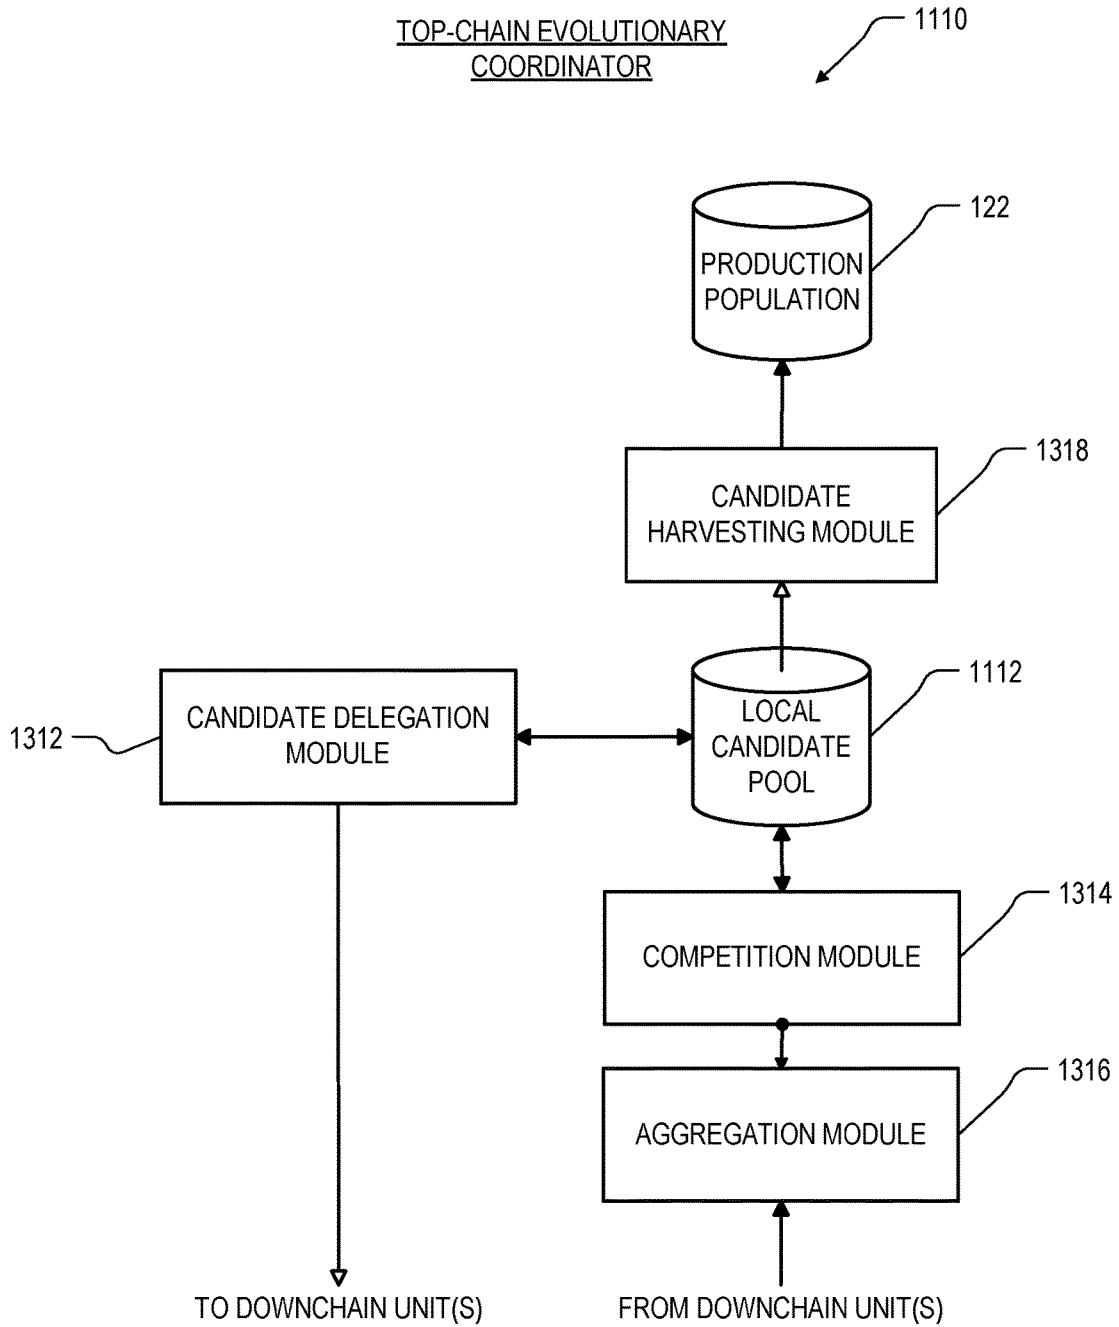 TOP-CHAIN EVOLUTIONARY
COORDINATOR
1110
122
PRODUCTION
POPULATION
1318
CANDIDATE
HARVESTING MODULE
1112
LOCAL
CANDIDATE
POOL
1312
CANDIDATE DELEGATION
MODULE
1314
COMPETITION MODULE
1316
AGGREGATION MODULE
TO DOWNCHAIN UNIT(S)
FROM DOWNCHAIN UNIT(S)